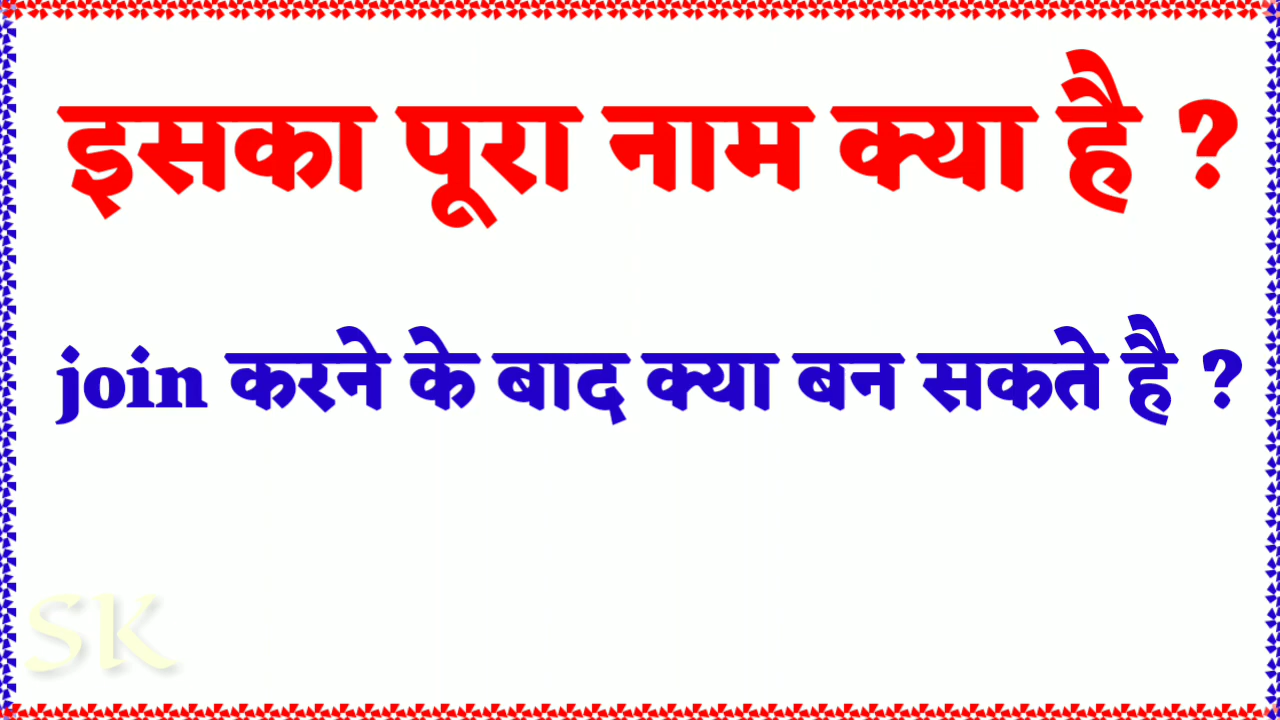 इसका पूरा नाम क्या है ?
join करने के बाद क्या बन सकते है ?
SK